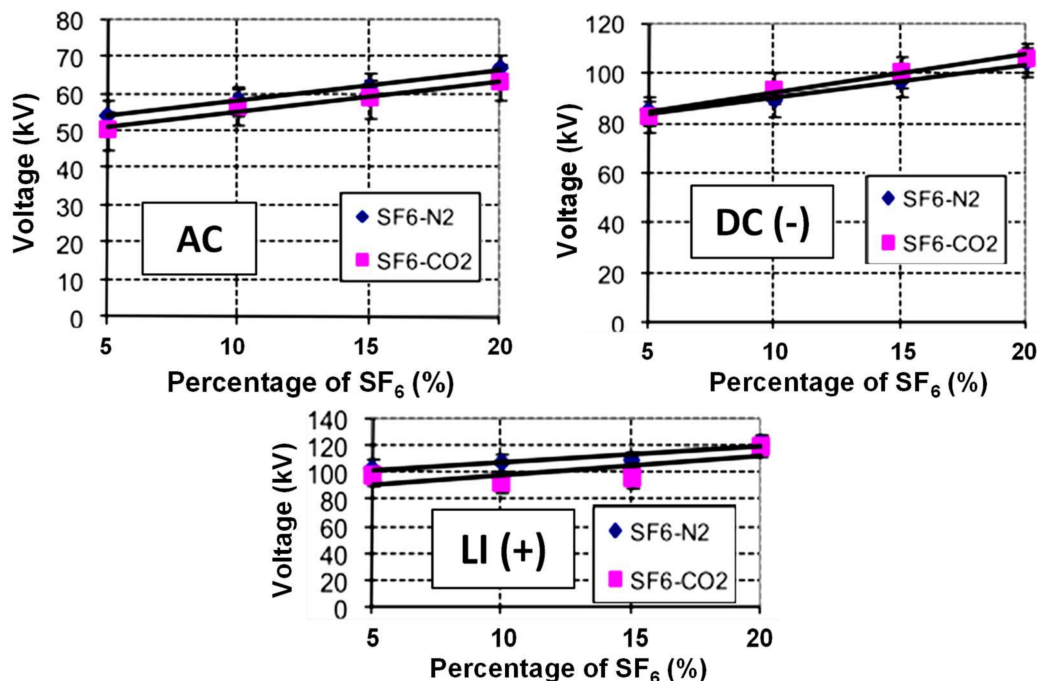 Voltage (kV)
80
70
60
50
40
30
20
10
0
AC
SF6-N2
SF6-CO2
5 10 15 20
Percentage of SF₆ (%)
Voltage (kV)
120
100
80
60
40
20
0
DC (-)
SF6-N2
SF6-CO2
5 10 15 20
Percentage of SF₆ (%)
Voltage (kV)
140
120
100
80
60
40
20
0
LI (+)
SF6-N2
SF6-CO2
5 10 15 20
Percentage of SF₆ (%)